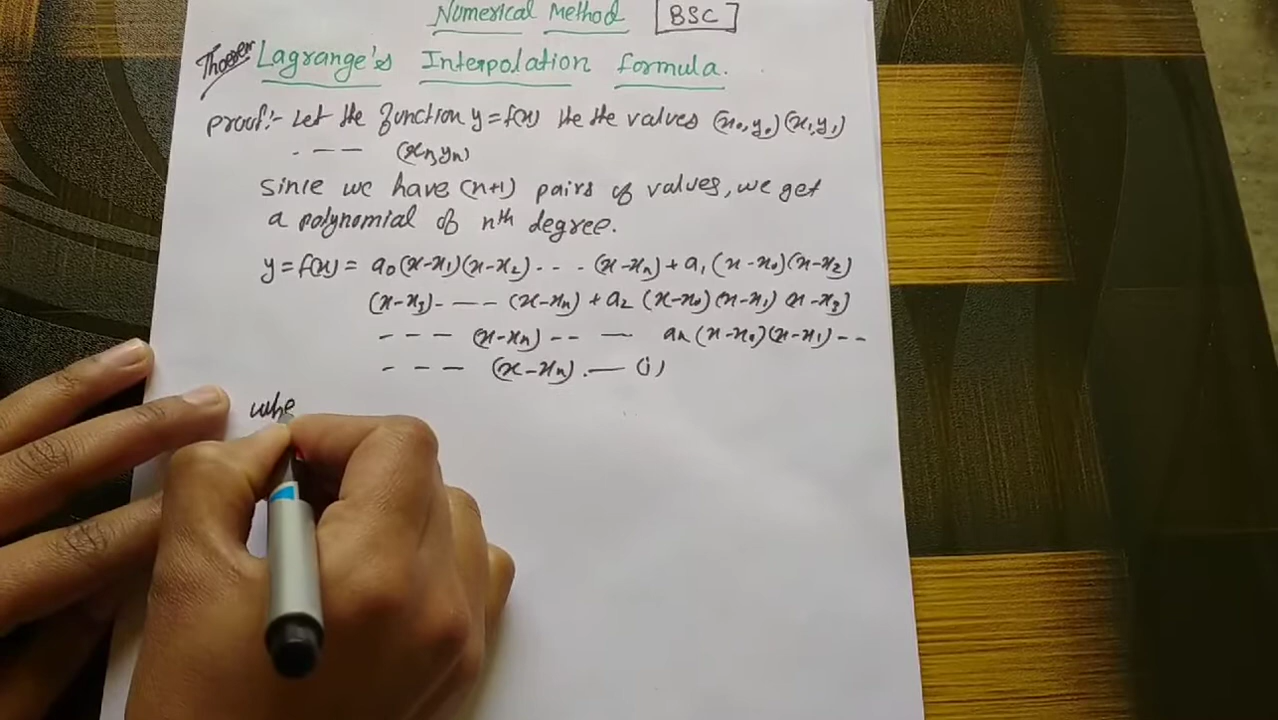 Numerical Method [BSC]
Thoerem Lagrange's Interpolation formula.
proof:- Let the function y = f(x) the the values (x₀,y₀) (x₁,y₁)
- --- (xₙ,yₙ)
since we have (n+1) pairs of values, we get
a polynomial of nᵗʰ degree.
y = f(x) = a₀(x-x₁)(x-x₂)- - - (x-xₙ) + a₁ (x-x₀)(x-x₂)
(x-x₃)- --- (x-xₙ) + a₂ (x-x₀)(x-x₁) (x-x₃)
- - - (x-xₙ)-- — aₙ(x-x₀)(x-x₁)--
- - - (x-xₙ).— (i)
whe